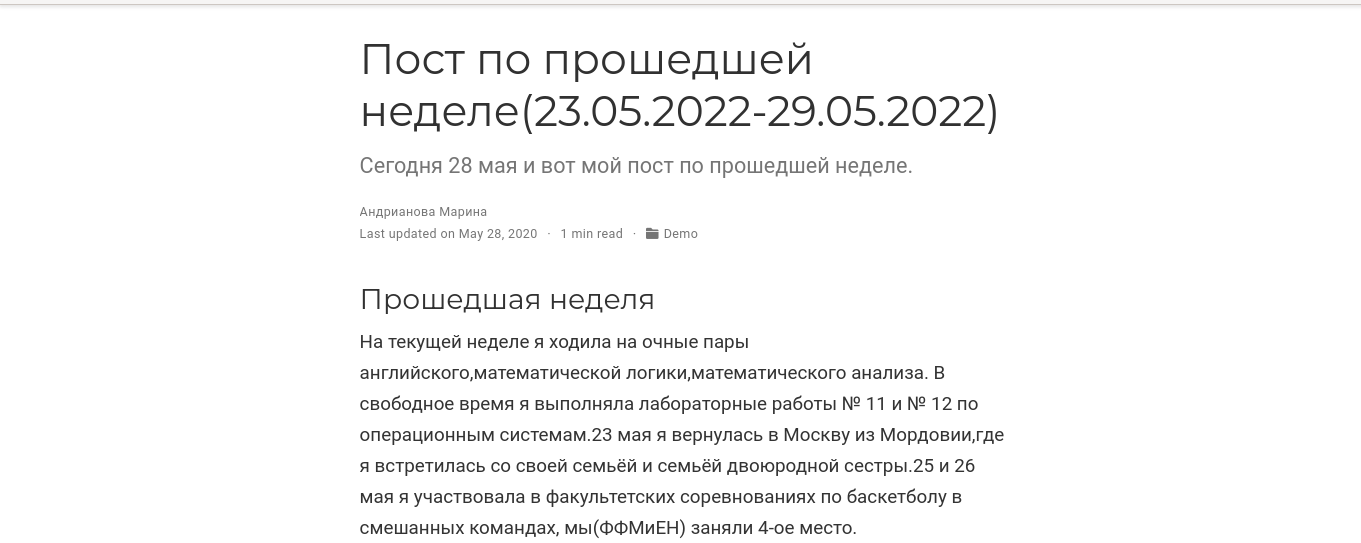 Пост по прошедшей
неделе(23.05.2022-29.05.2022)
Сегодня 28 мая и вот мой пост по прошедшей неделе.
Андрианова Марина
Last updated on May 28, 2020 · 1 min read · Demo
Прошедшая неделя
На текущей неделе я ходила на очные пары
английского,математической логики,математического анализа. В
свободное время я выполняла лабораторные работы № 11 и № 12 по
операционным системам.23 мая я вернулась в Москву из Мордовии,где
я встретилась со своей семьёй и семьёй двоюродной сестры.25 и 26
мая я участвовала в факультетских соревнованиях по баскетболу в
смешанных командах, мы(ФФМиЕН) заняли 4-ое место.